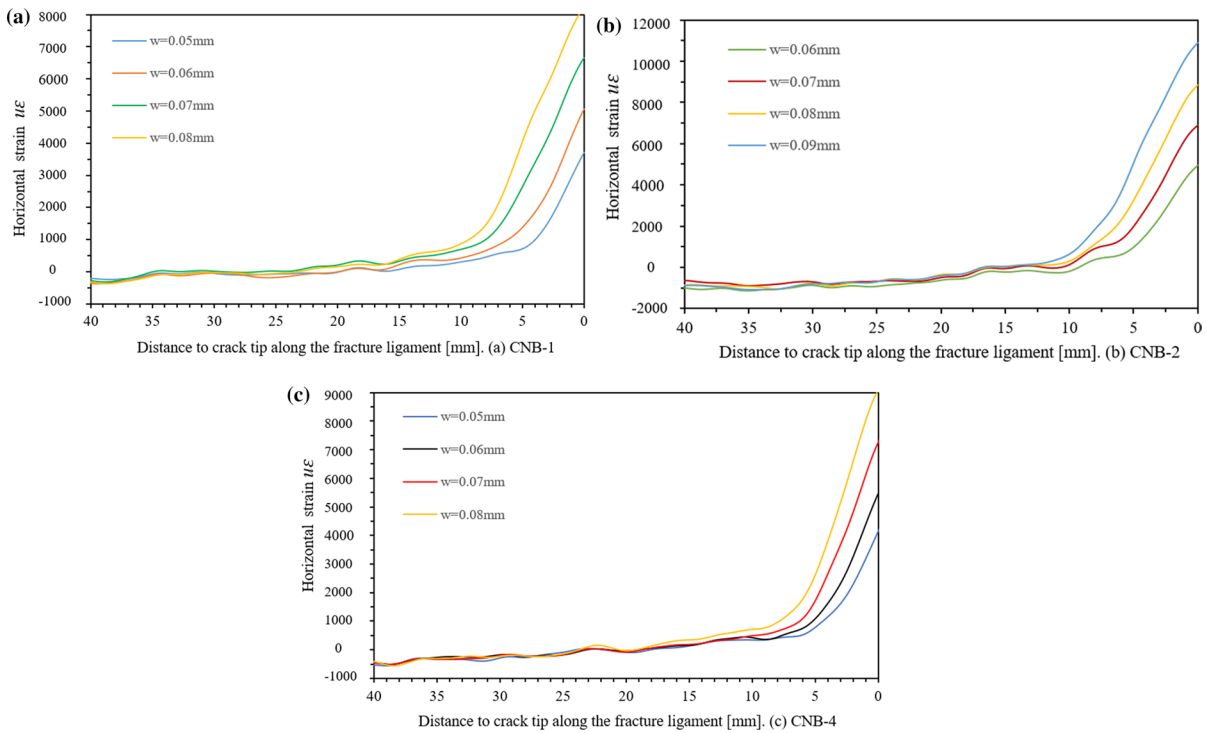 (a)
8000
7000
6000
5000
4000
3000
2000
1000
0
-1000
Horizontal strain uε
w=0.05mm
w=0.06mm
w=0.07mm
w=0.08mm
40 35 30 25 20 15 10 5 0
Distance to crack tip along the fracture ligament [mm]. (a) CNB-1
(b)
12000
10000
8000
6000
4000
2000
0
-2000
Horizontal strain uε
w=0.06mm
w=0.07mm
w=0.08mm
w=0.09mm
40 35 30 25 20 15 10 5 0
Distance to crack tip along the fracture ligament [mm]. (b) CNB-2
(c)
9000
8000
7000
6000
5000
4000
3000
2000
1000
0
-1000
Horizontal strain uε
w=0.05mm
w=0.06mm
w=0.07mm
w=0.08mm
40 35 30 25 20 15 10 5 0
Distance to crack tip along the fracture ligament [mm]. (c) CNB-4